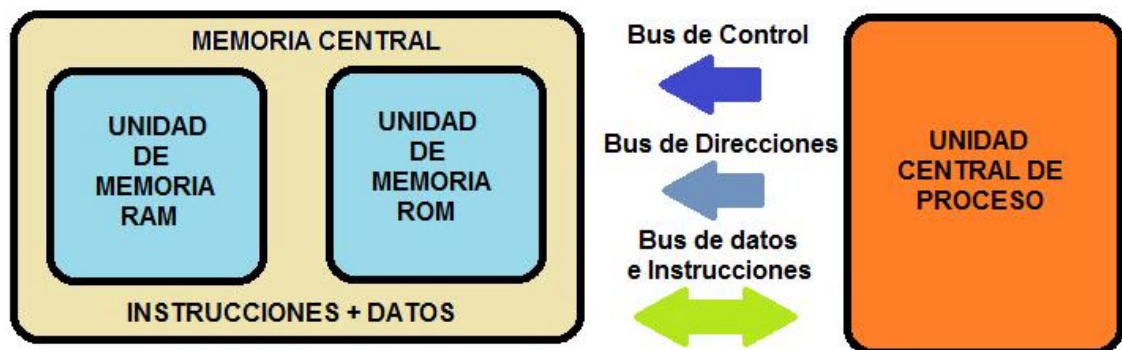 MEMORIA CENTRAL
UNIDAD
DE
MEMORIA
RAM
UNIDAD
DE
MEMORIA
ROM
INSTRUCCIONES + DATOS
Bus de Control
Bus de Direcciones
Bus de datos
e Instrucciones
UNIDAD
CENTRAL DE
PROCESO